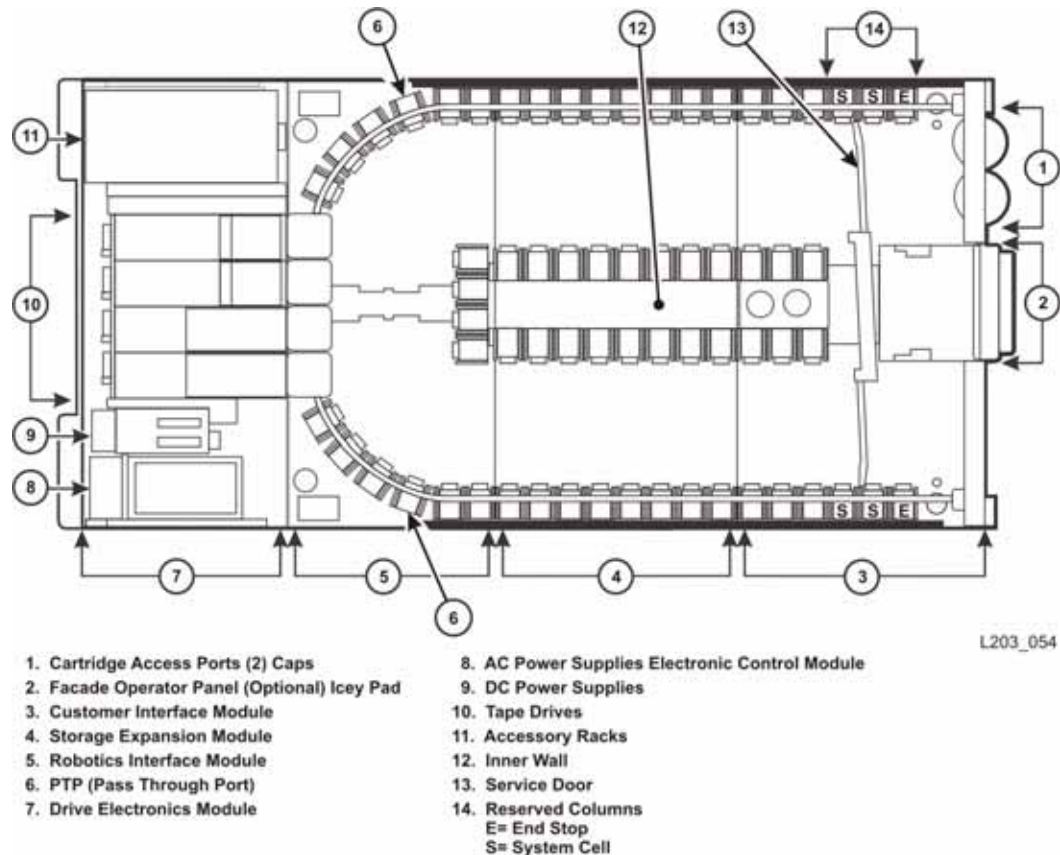 6
12
13
14
S S E
11
1
10
2
9
8
S S E
7
5
4
3
6
L203_054
1. Cartridge Access Ports (2) Caps
2. Facade Operator Panel (Optional) Icey Pad
3. Customer Interface Module
4. Storage Expansion Module
5. Robotics Interface Module
6. PTP (Pass Through Port)
7. Drive Electronics Module
8. AC Power Supplies Electronic Control Module
9. DC Power Supplies
10. Tape Drives
11. Accessory Racks
12. Inner Wall
13. Service Door
14. Reserved Columns
E= End Stop
S= System Cell